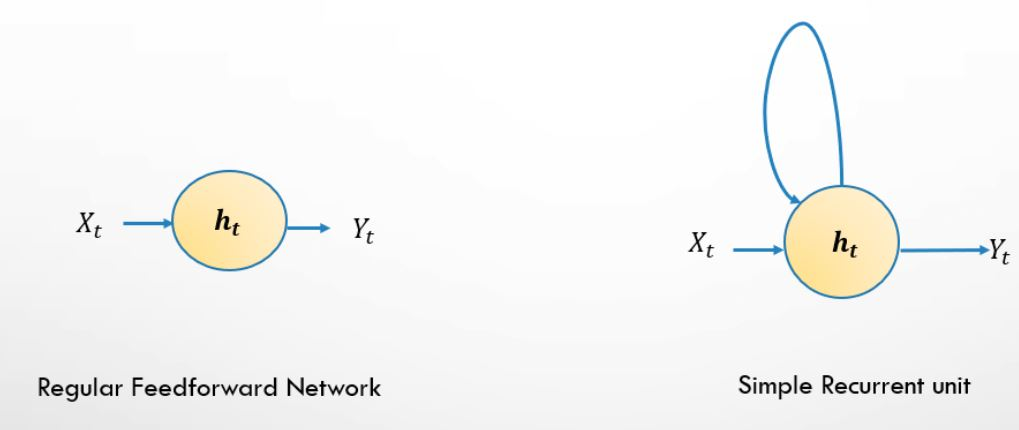 X_t h_t Y_t
Regular Feedforward Network
X_t h_t Y_t
Simple Recurrent unit